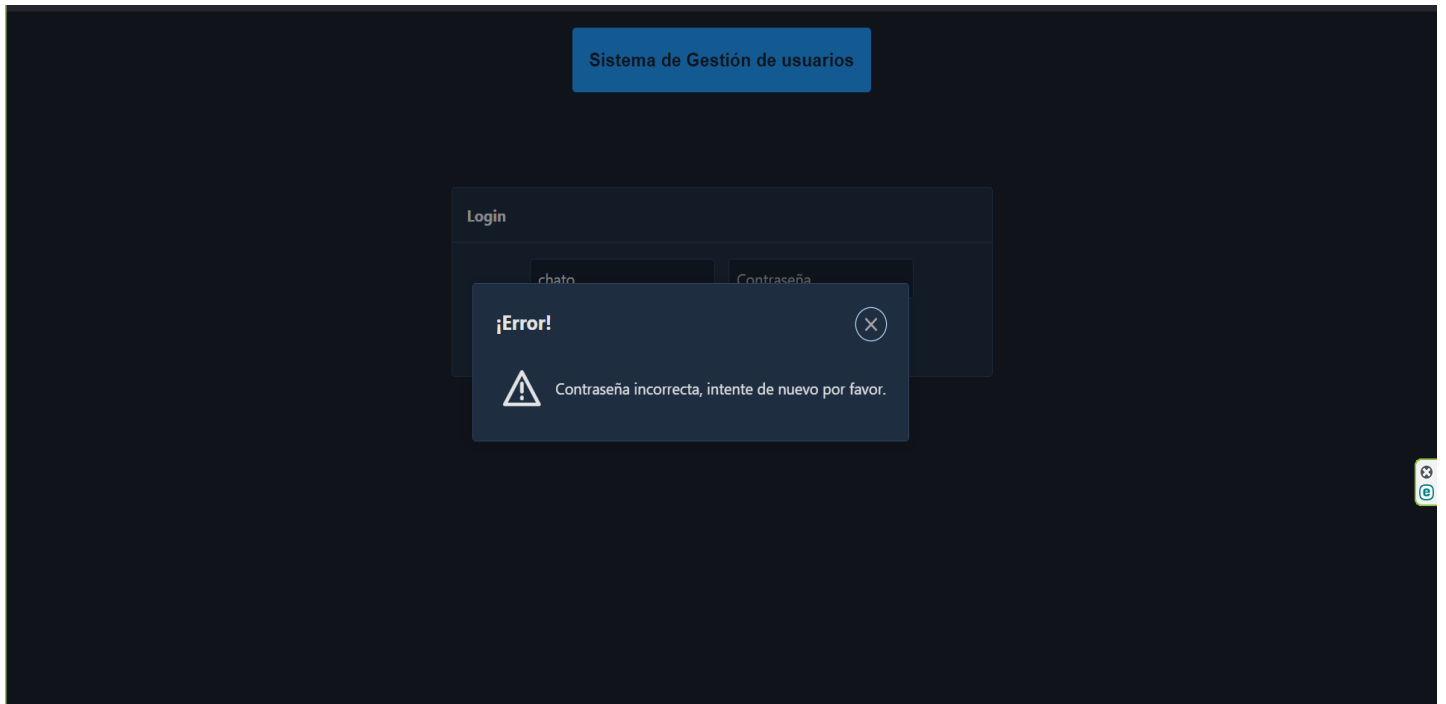 Sistema de Gestión de usuarios
Login
chato
Contraseña
¡Error!
Contraseña incorrecta, intente de nuevo por favor.
e